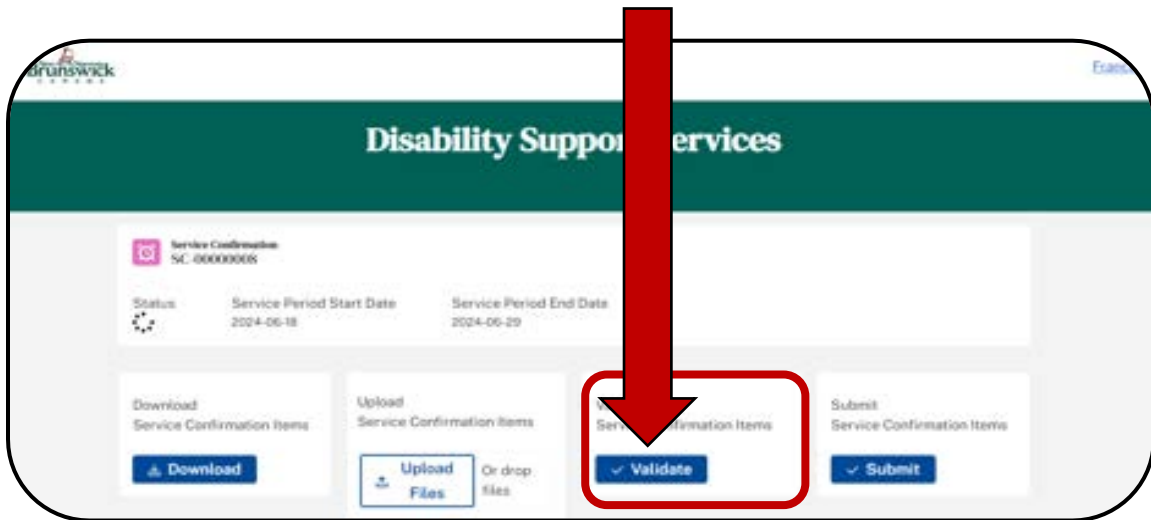 Brunswick
CANADA
Disability Suppor ervices
Service Confirmation
SC-00000008
Status
Service Period Start Date
Service Period End Date
2024-06-18
2024-06-29
Download
Service Confirmation Items
Download
Upload
Service Confirmation Items
Upload
Files
Or drop
files
Confirmation Items
Validate
Submit
Service Confirmation Items
Submit